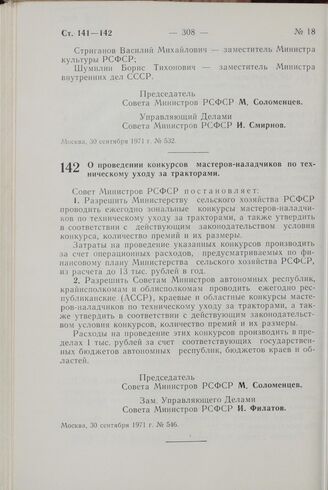 Ст. 141—142 — 308 — № 18
Стриганов Василий Михайлович — заместитель Министра
культуры РСФСР;
Шумилин Борис Тихонович — заместитель Министра
внутренних дел СССР.
Председатель
Совета Министров РСФСР М. Соломенцев.
Управляющий Делами
Совета Министров РСФСР И. Смирнов.
Москва, 30 сентября 1971 г. № 532.
142 О проведении конкурсов мастеров-наладчиков по тех-
ническому уходу за тракторами.
Совет Министров РСФСР постановляет:
1. Разрешить Министерству сельского хозяйства РСФСР
проводить ежегодно зональные конкурсы мастеров-наладчи-
ков по техническому уходу за тракторами, а также утвердить
в соответствии с действующим законодательством условия
конкурса, количество премий и их размеры.
Затраты на проведение указанных конкурсов производить
за счет операционных расходов, предусматриваемых по фи-
нансовому плану Министерства сельского хозяйства РСФСР,
из расчета до 13 тыс. рублей в год.
2. Разрешить Советам Министров автономных республик,
крайисполкомам и облисполкомам проводить ежегодно рес-
публиканские (АССР), краевые и областные конкурсы масте-
ров-наладчиков по техническому уходу за тракторами, а так-
же утвердить в соответствии с действующим законодательст-
вом условия конкурсов, количество премий и их размеры.
Расходы на проведение этих конкурсов производить в пре-
делах 1 тыс. рублей за счет соответствующих государствен-
ных бюджетов автономных республик, бюджетов краев и об-
ластей.
Председатель
Совета Министров РСФСР М. Соломенцев.
Зам. Управляющего Делами
Совета Министров РСФСР И. Филатов.
Москва, 30 сентября 1971 г. № 546.